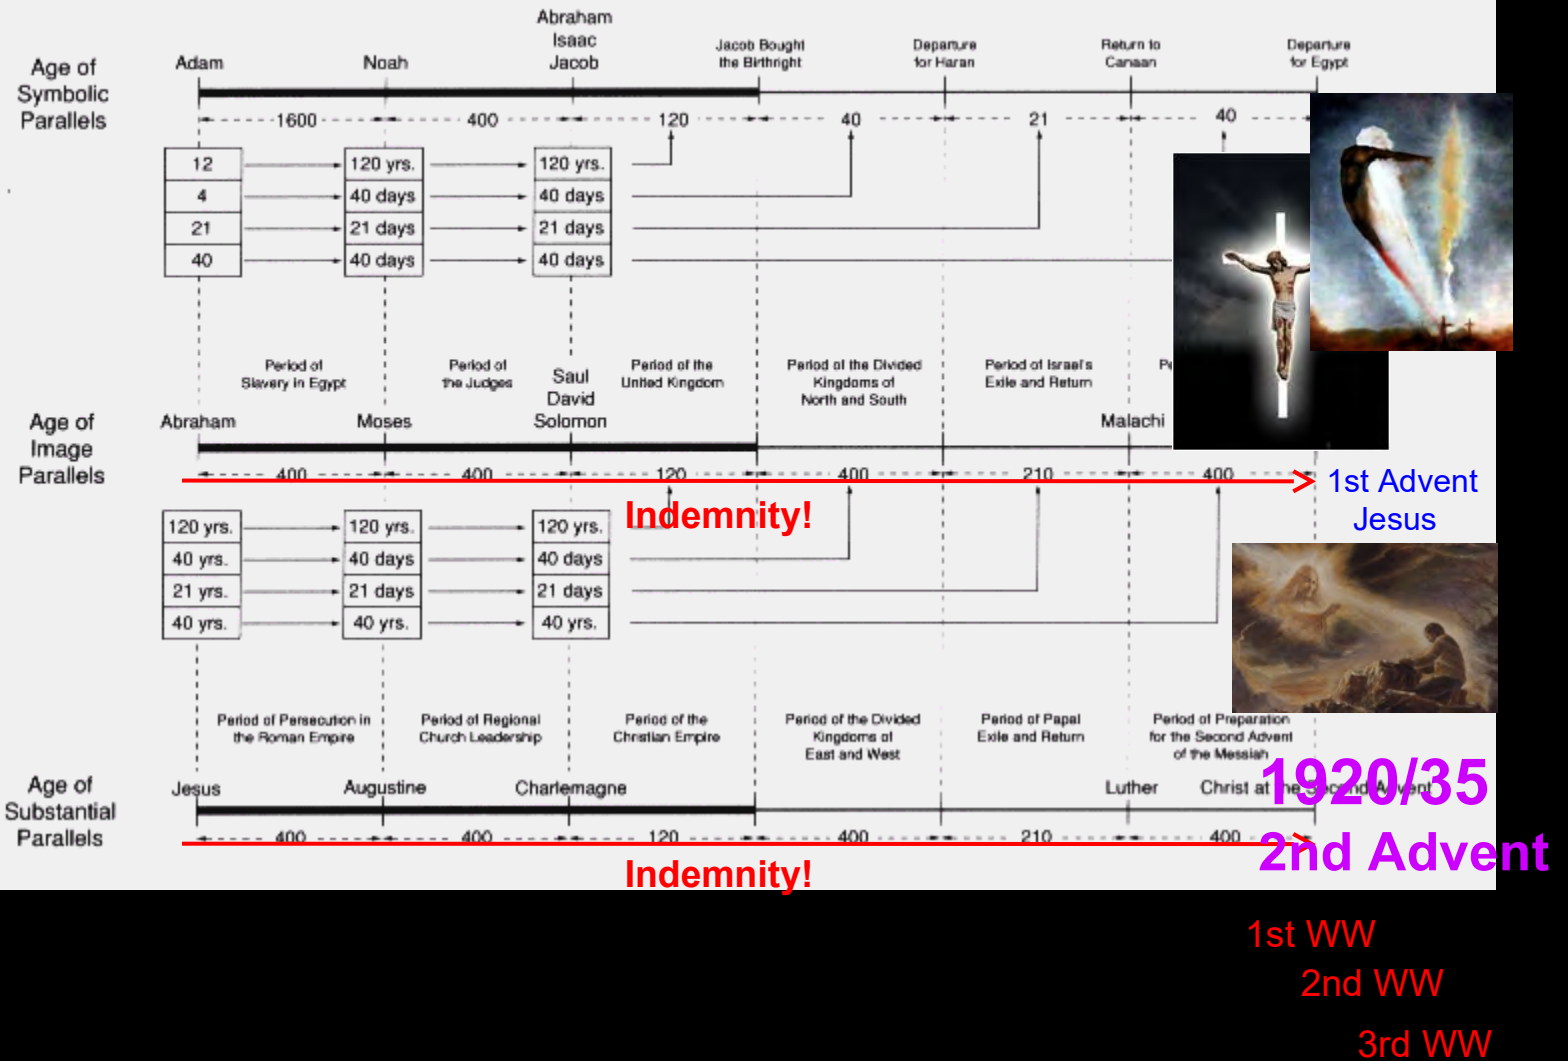 Abraham
Isaac
Jacob
Adam
Noah
Jacob Bought
the Birthright
Departure
for Haran
Return to
Canaan
Departure
for Egypt
Age of
Symbolic
Parallels
1600 400 120 40 21 40
12 120 yrs. 120 yrs.
4 40 days 40 days
21 21 days 21 days
40 40 days 40 days
Period of
Slavery in Egypt
Period of
the Judges
Saul
David
Solomon
Period of the
United Kingdom
Period of the Divided
Kingdoms of
North and South
Period of Israel's
Exile and Return
Abraham
Moses
Malachi
Age of
Image
Parallels
400 400 120 400 210 400
1st Advent
Jesus
Indemnity!
120 yrs. 120 yrs. 120 yrs.
40 yrs. 40 days 40 days
21 yrs. 21 days 21 days
40 yrs. 40 yrs. 40 yrs.
Period of Persecution in
the Roman Empire
Period of Regional
Church Leadership
Period of the
Christian Empire
Period of the Divided
Kingdoms of
East and West
Period of Papal
Exile and Return
Period of Preparation
for the Second Advent
of the Messiah
Jesus
Augustine
Charlemagne
Luther
Christ at the Second Advent
Age of
Substantial
Parallels
400 400 120 400 210 400
1920/35
2nd Advent
Indemnity!
1st WW
2nd WW
3rd WW